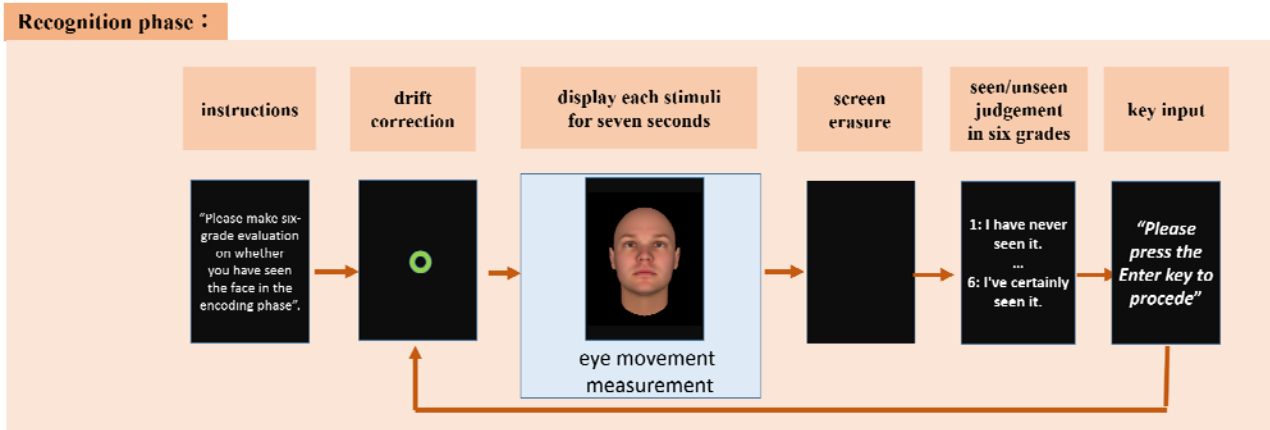 Recognition phase：
instructions
drift
correction
display each stimuli
for seven seconds
screen
erasure
seen/unseen
judgement
in six grades
key input
“Please make six-
grade evaluation
on whether
you have seen
the face in the
encoding phase”.
eye movement
measurement
1: I have never
seen it.
...
6: I've certainly
seen it.
“Please
press the
Enter key to
procede”